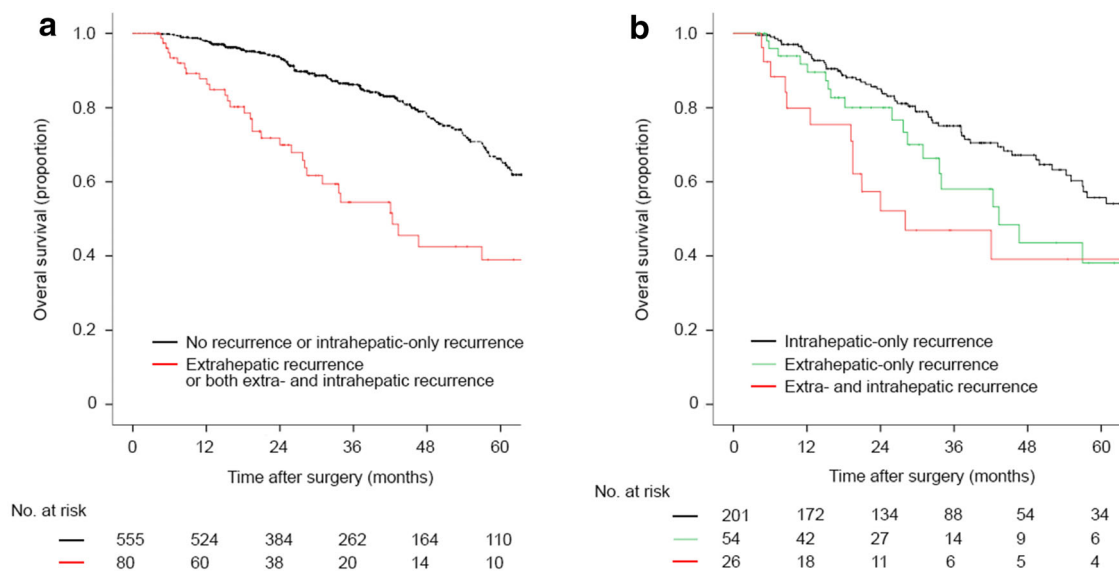 a
1.0
0.8
0.6
0.4
0.2
0
Overall survival (proportion)
No recurrence or intrahepatic-only recurrence
Extrahepatic recurrence
or both extra- and intrahepatic recurrence
0 12 24 36 48 60
Time after surgery (months)
No. at risk
555 524 384 262 164 110
80 60 38 20 14 10
b
1.0
0.8
0.6
0.4
0.2
0
Overal survival (proportion)
Intrahepatic-only recurrence
Extrahepatic-only recurrence
Extra- and intrahepatic recurrence
0 12 24 36 48 60
Time after surgery (months)
No. at risk
201 172 134 88 54 34
54 42 27 14 9 6
26 18 11 6 5 4